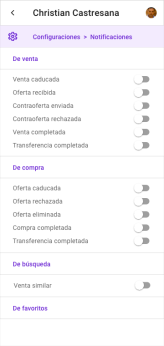 Christian Castresana
Configuraciones > Notificaciones
De venta
Venta caducada
Oferta recibida
Contraoferta enviada
Contraoferta rechazada
Venta completada
Transferencia completada
De compra
Oferta caducada
Oferta rechazada
Oferta eliminada
Compra completada
Transferencia completada
De búsqueda
Venta similar
De favoritos